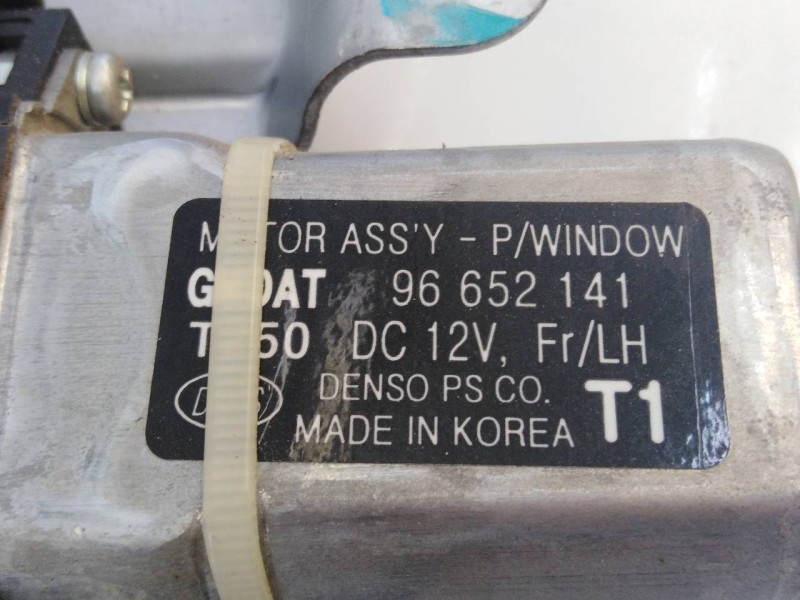 ASS'Y - P/WINDOW
96 652 141
DC 12V, Fr/LH
DENSO PS CO. T1
MADE IN KOREA